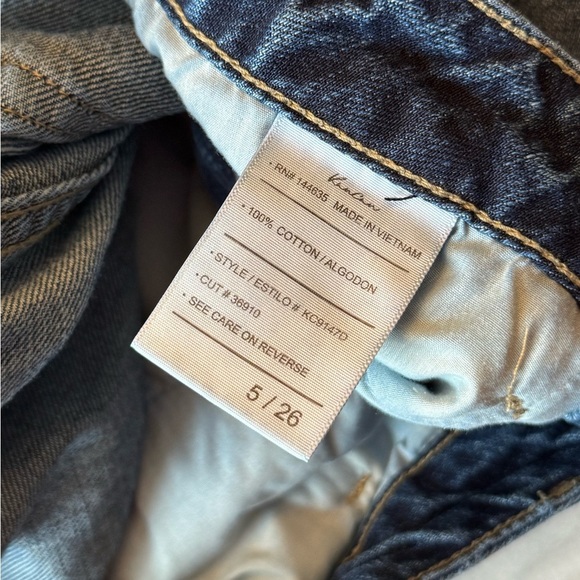 KanCan
• RN# 144635 MADE IN VIETNAM
• 100% COTTON / ALGODON
• STYLE / ESTILO # KC9147D
• CUT # 36910
• SEE CARE ON REVERSE
5 / 26